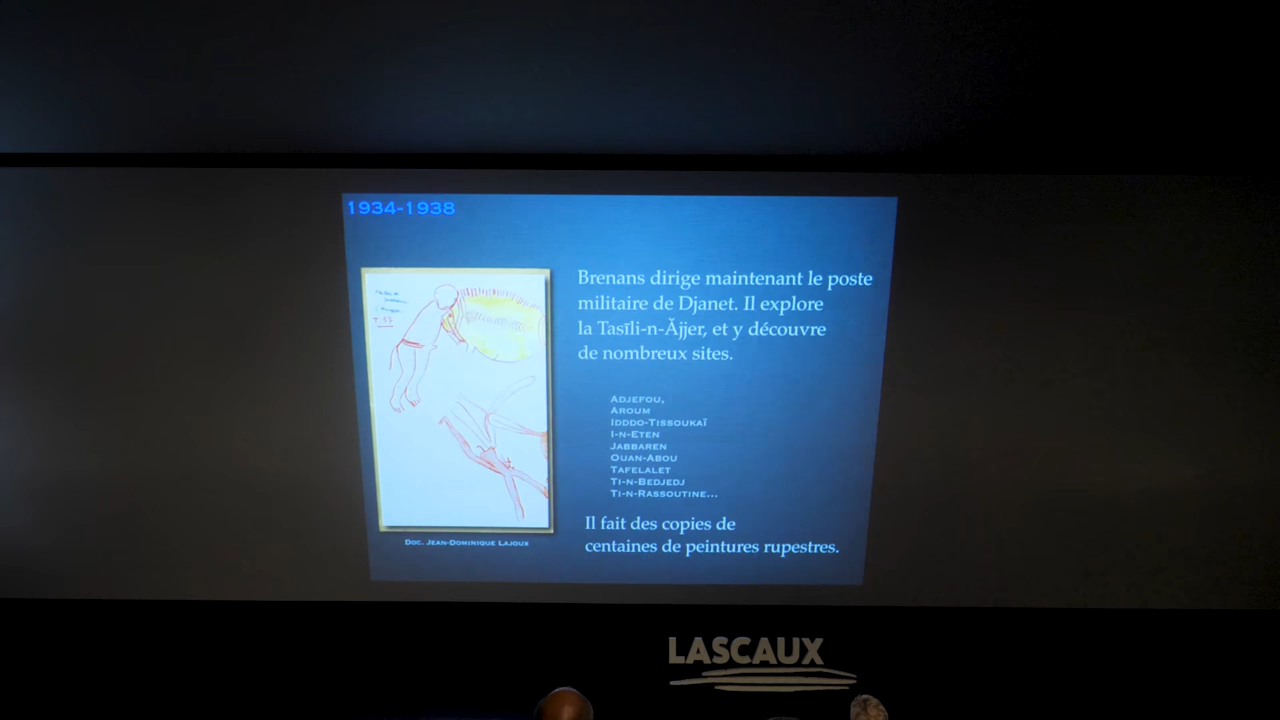 1934-1938
Brenans dirige maintenant le poste
militaire de Djanet. Il explore
la Tasīli-n-Ăjjer, et y découvre
de nombreux sites.
Adjefou,
Aroum
Idddo-Tissoukaï
I-n-Eten
Jabbaren
Ouan-Abou
Tafelalet
Ti-n-Bedjedj
Ti-n-Rassoutine...
Il fait des copies de
centaines de peintures rupestres.
Doc. Jean-Dominique Lajoux
LASCAUX